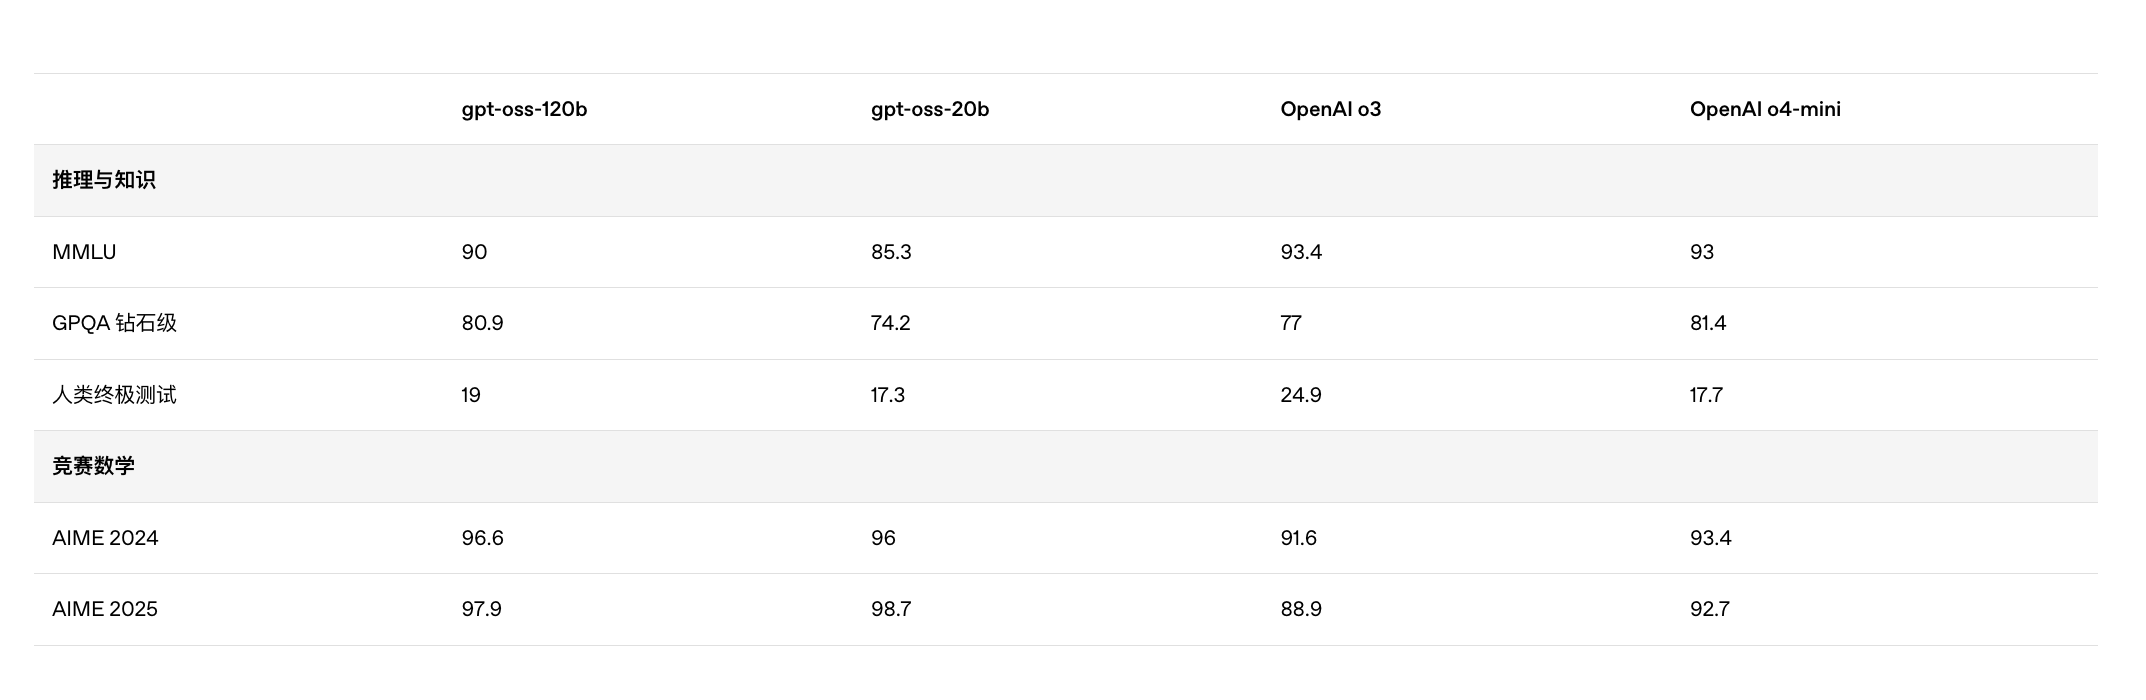 gpt-oss-120b gpt-oss-20b OpenAI o3 OpenAI o4-mini
推理与知识
MMLU 90 85.3 93.4 93
GPQA 钻石级 80.9 74.2 77 81.4
人类终极测试 19 17.3 24.9 17.7
竞赛数学
AIME 2024 96.6 96 91.6 93.4
AIME 2025 97.9 98.7 88.9 92.7